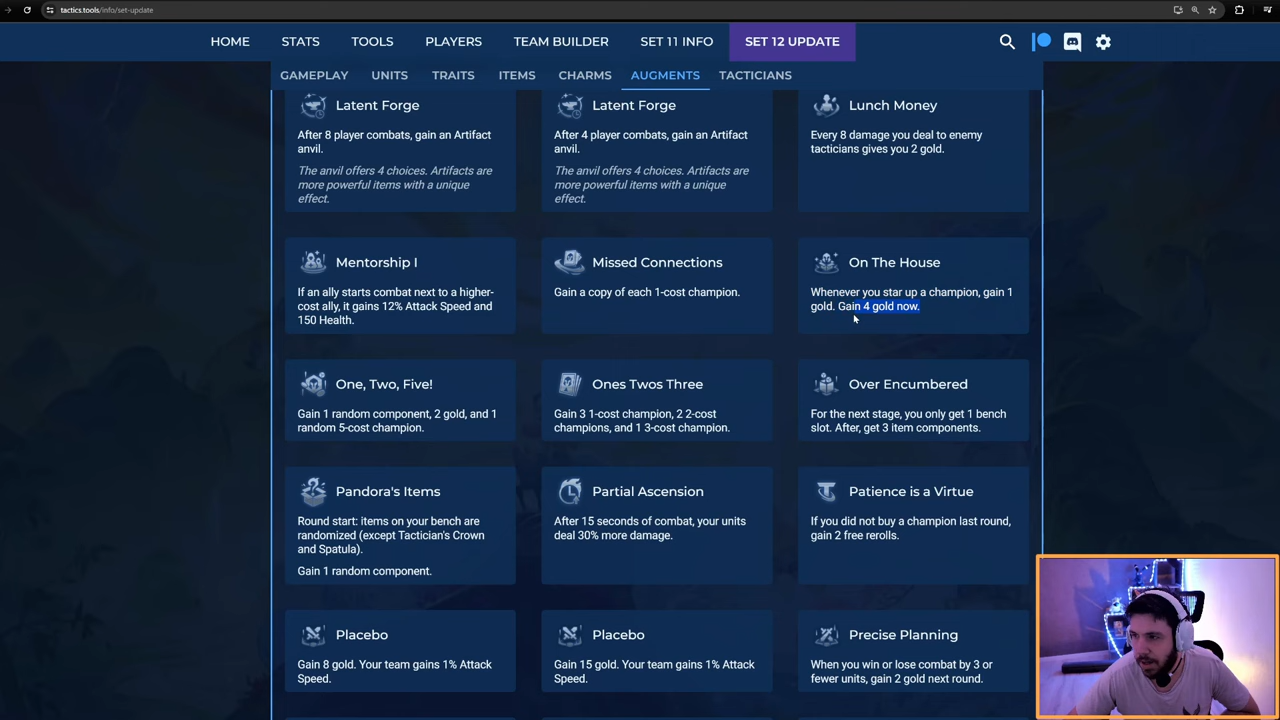 tactics.tools/info/set-update
HOME STATS TOOLS PLAYERS TEAM BUILDER SET 11 INFO SET 12 UPDATE
GAMEPLAY UNITS TRAITS ITEMS CHARMS AUGMENTS TACTICIANS
Latent Forge
After 8 player combats, gain an Artifact
anvil.
The anvil offers 4 choices. Artifacts are
more powerful items with a unique
effect.
Latent Forge
After 4 player combats, gain an Artifact
anvil.
The anvil offers 4 choices. Artifacts are
more powerful items with a unique
effect.
Lunch Money
Every 8 damage you deal to enemy
tacticians gives you 2 gold.
Mentorship I
If an ally starts combat next to a higher-
cost ally, it gains 12% Attack Speed and
150 Health.
Missed Connections
Gain a copy of each 1-cost champion.
On The House
Whenever you star up a champion, gain 1
gold. Gain 4 gold now.
One, Two, Five!
Gain 1 random component, 2 gold, and 1
random 5-cost champion.
Ones Twos Three
Gain 3 1-cost champion, 2 2-cost
champions, and 1 3-cost champion.
Over Encumbered
For the next stage, you only get 1 bench
slot. After, get 3 item components.
Pandora's Items
Round start: items on your bench are
randomized (except Tactician's Crown
and Spatula).
Gain 1 random component.
Partial Ascension
After 15 seconds of combat, your units
deal 30% more damage.
Patience is a Virtue
If you did not buy a champion last round,
gain 2 free rerolls.
Placebo
Gain 8 gold. Your team gains 1% Attack
Speed.
Placebo
Gain 15 gold. Your team gains 1% Attack
Speed.
Precise Planning
When you win or lose combat by 3 or
fewer units, gain 2 gold next round.